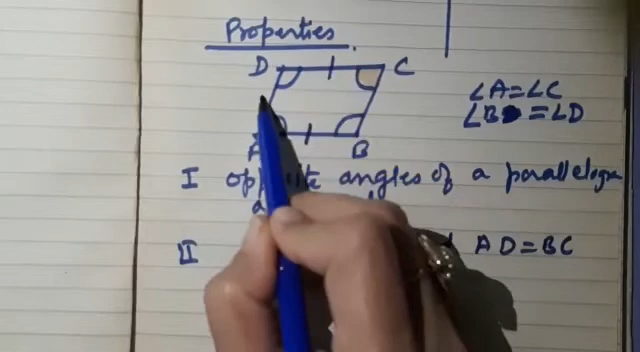 Properties.
D C
∠A=∠C
∠B=∠D
A B
I angles of a parallelogra
II AD=BC